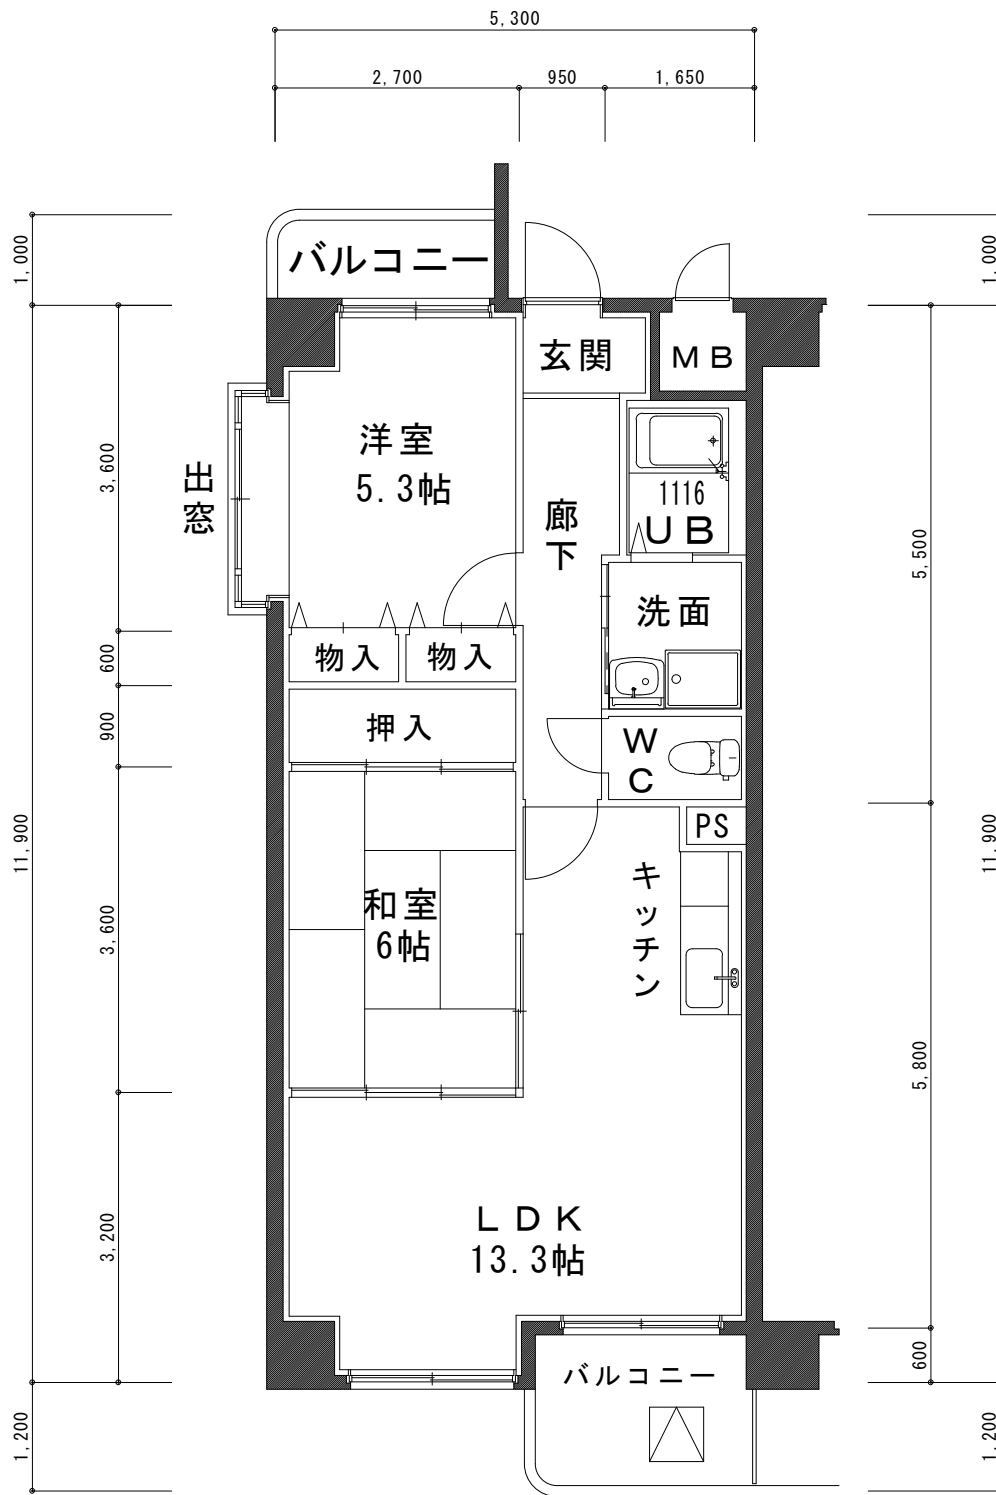 5,300
2,700
950
1,650
1,000
1,000
バルコニー
玄関
MB
洋室
5.3帖
出窓
3,600
廊下
1116
UB
5,500
洗面
600
物入
物入
900
押入
WC
11,900
PS
11,900
キッチン
和室
6帖
3,600
5,800
3,200
LDK
13.3帖
600
バルコニー
1,200
1,200